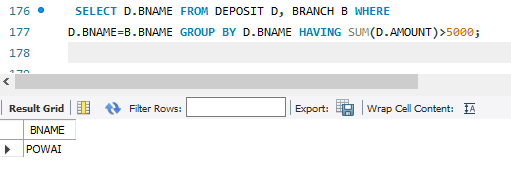 176 SELECT D.BNAME FROM DEPOSIT D, BRANCH B WHERE
177 D.BNAME=B.BNAME GROUP BY D.BNAME HAVING SUM(D.AMOUNT)>5000;
178
179
Result Grid Filter Rows: Export: Wrap Cell Content:
BNAME
POWAI